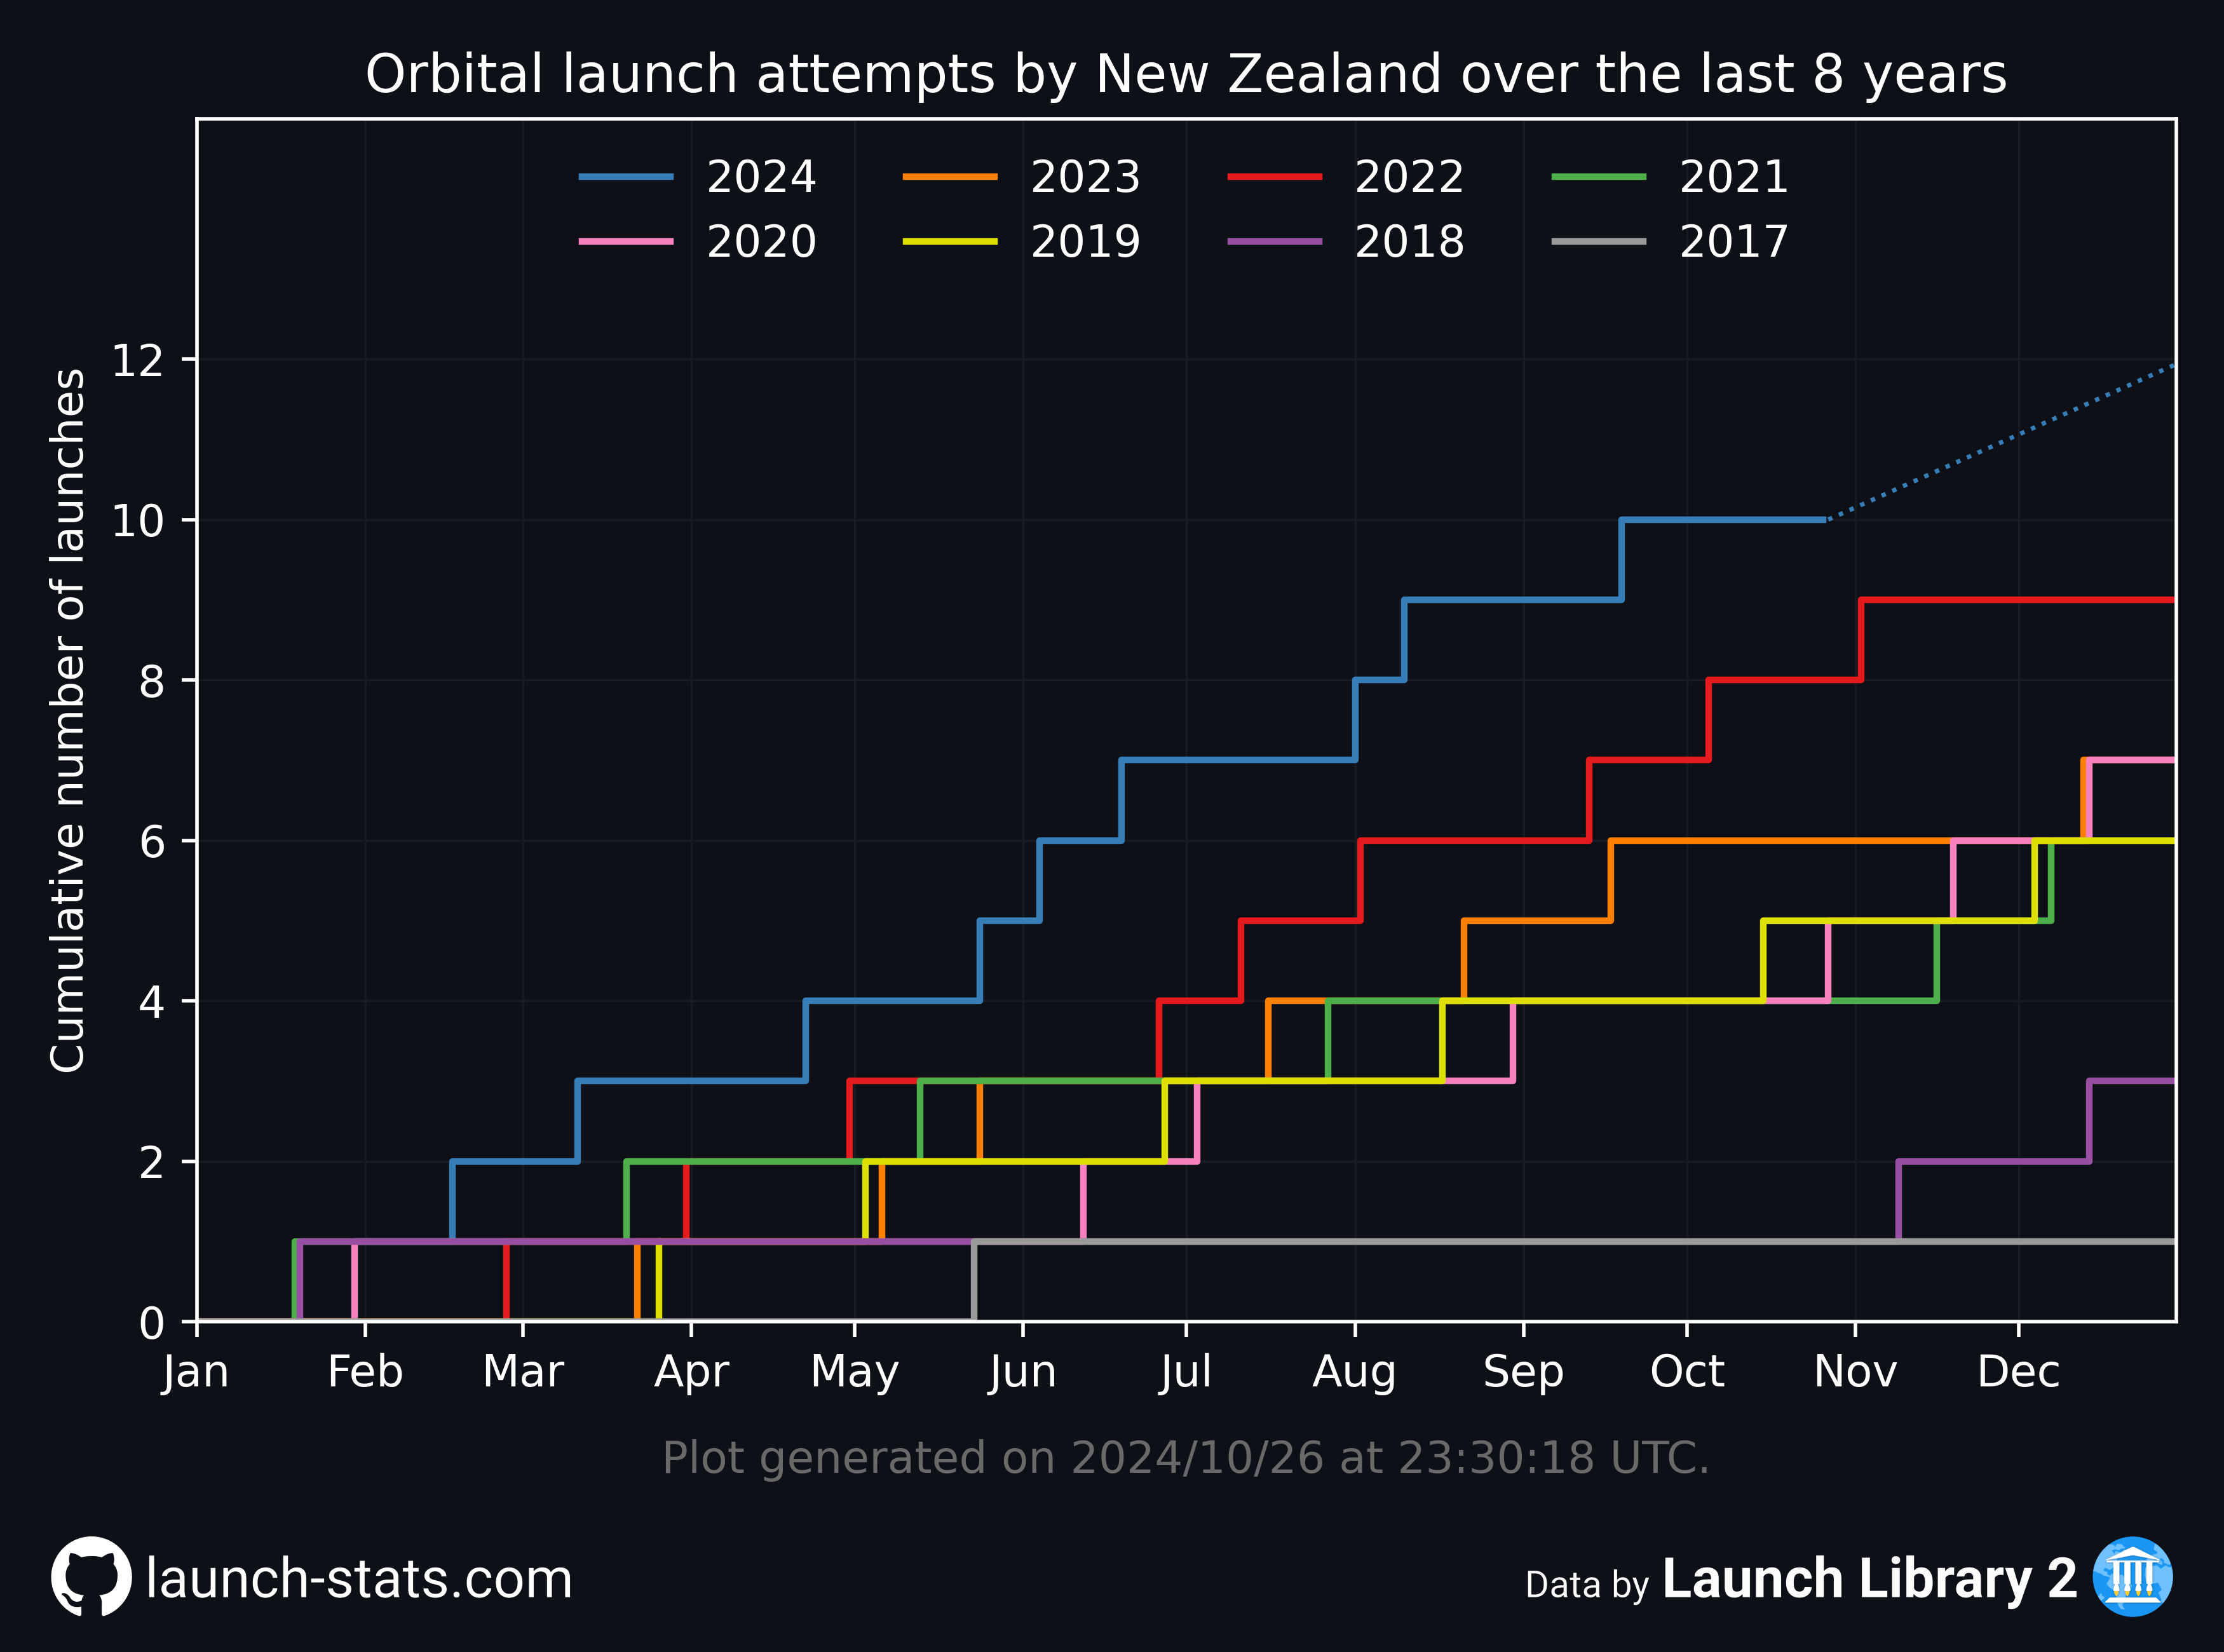 Orbital launch attempts by New Zealand over the last 8 years
2024 2023 2022 2021
2020 2019 2018 2017
Cumulative number of launches
12
10
8
6
4
2
0
Jan Feb Mar Apr May Jun Jul Aug Sep Oct Nov Dec
Plot generated on 2024/10/26 at 23:30:18 UTC.
launch-stats.com
Data by Launch Library 2